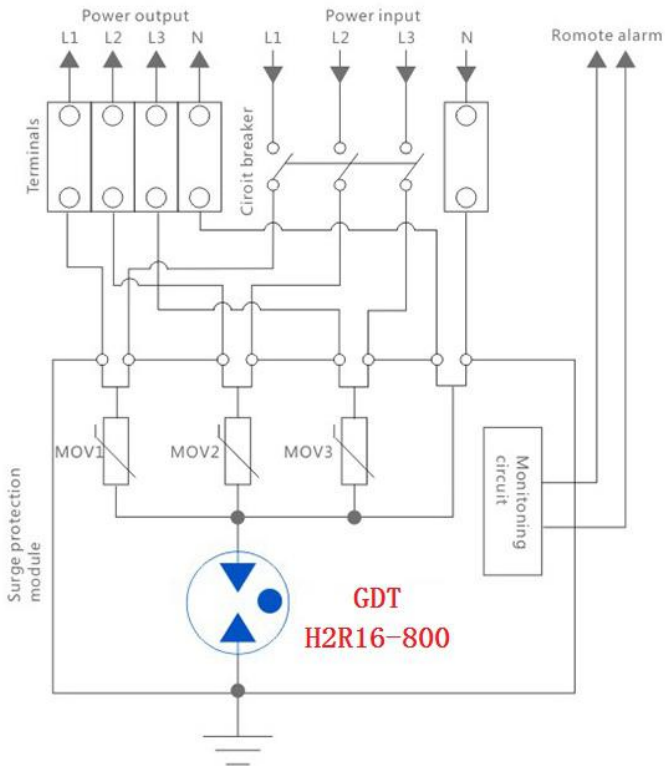 Power output
Power input
L1 L2 L3 N
L1 L2 L3 N
Romote alarm
Terminals
Ciroit breaker
MOV1
MOV2
MOV3
Monitoning
circuit
Surge protection
module
GDT
H2R16-800